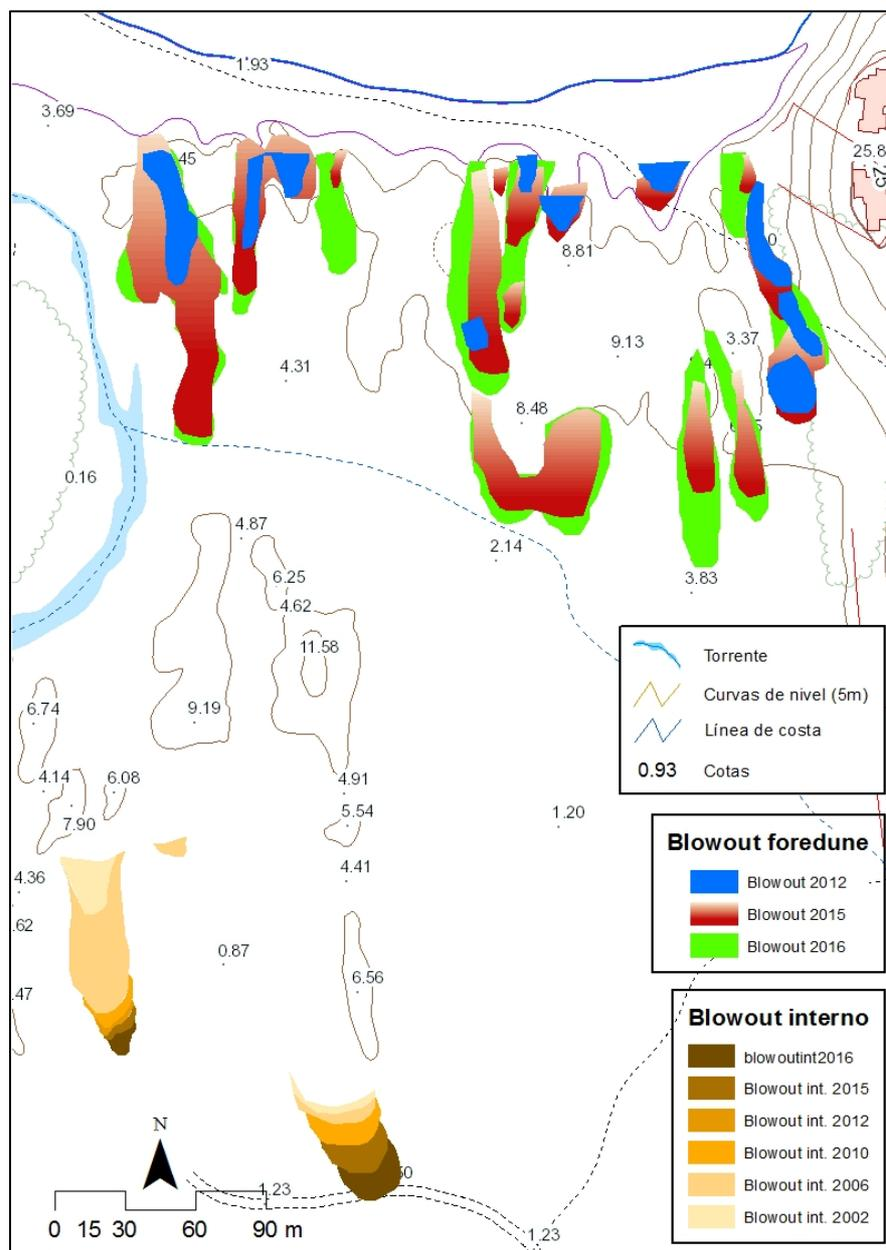 1.93
3.69
45
25.8
25
0
8.81
9.13
3.37
4.31
8.48
0.16
4.87
2.14
6.25
3.83
4.62
11.58
Torrente
Curvas de nivel (5m)
6.74
9.19
Línea de costa
0.93 Cotas
4.14
6.08
4.91
7.90
5.54
1.20
Blowout foredune
4.36
4.41
Blowout 2012
Blowout 2015
.62
Blowout 2016
0.87
6.56
.47
Blowout interno
blowoutint2016
Blowout int. 2015
Blowout int. 2012
N
Blowout int. 2010
50
1.23
Blowout int. 2006
0 15 30 60 90 m
Blowout int. 2002
1.23